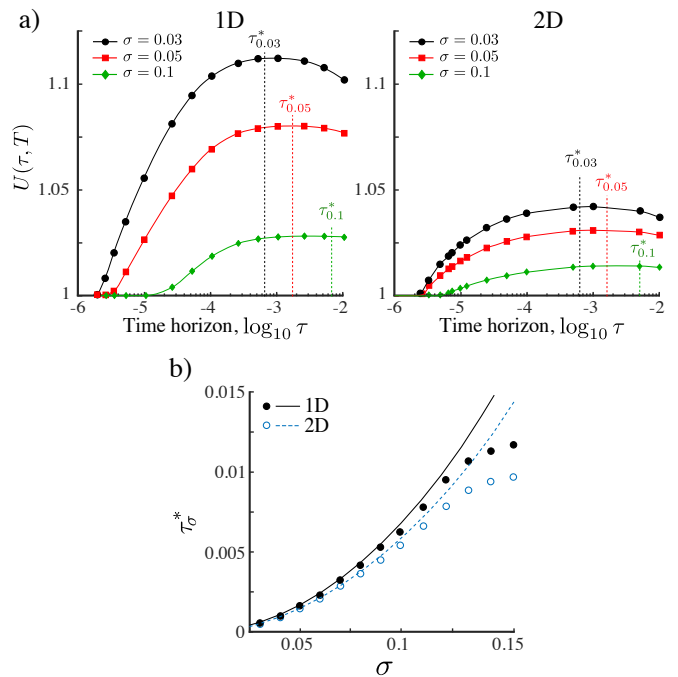 a)
1D
2D
σ = 0.03
σ = 0.05
σ = 0.1
τ*0.03
τ*0.05
τ*0.1
U(τ, T)
1.1
1.05
1
-6
-5
-4
-3
-2
Time horizon, log10 τ
σ = 0.03
σ = 0.05
σ = 0.1
τ*0.03
τ*0.05
τ*0.1
1.1
1.05
1
-6
-5
-4
-3
-2
Time horizon, log10 τ
b)
1D
2D
τ*σ
0.015
0.01
0.005
0
0.05
0.1
0.15
σ